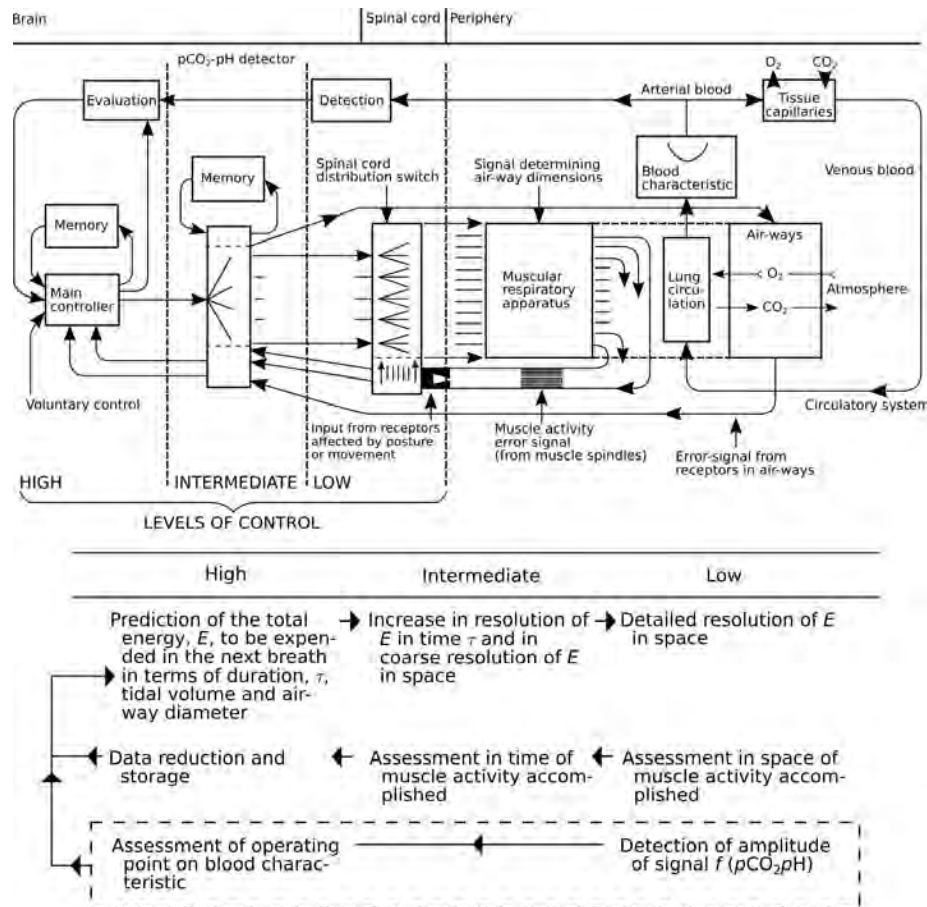 Brain
Spinal cord
Periphery
pCO₂-pH detector
O₂
CO₂
Evaluation
Detection
Arterial blood
Tissue
capillaries
Memory
Spinal cord
distribution switch
Signal determining
air-way dimensions
Blood
characteristic
Venous blood
Memory
Air-ways
Main
controller
Muscular
respiratory
apparatus
Lung
circu-
lation
O₂
CO₂
Atmosphere
Voluntary control
Input from receptors
affected by posture
or movement
Muscle activity
error signal
(from muscle spindles)
Circulatory system
Error-signal from
receptors in air-ways
HIGH
INTERMEDIATE
LOW
LEVELS OF CONTROL
High
Intermediate
Low
Prediction of the total
energy, E, to be expen-
ded in the next breath
in terms of duration, τ,
tidal volume and air-
way diameter
Increase in resolution of
E in time τ and in
coarse resolution of E
in space
Detailed resolution of E
in space
Data reduction and
storage
Assessment in time of
muscle activity accom-
plished
Assessment in space of
muscle activity accom-
plished
Assessment of operating
point on blood charac-
teristic
Detection of amplitude
of signal f (pCO₂pH)